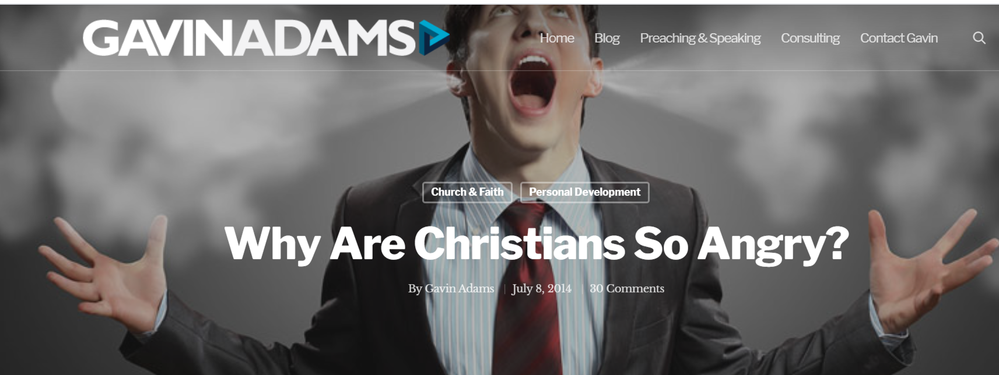 GAVINADAMS
Home Blog Preaching & Speaking Consulting Contact Gavin
Church & Faith Personal Development
Why Are Christians So Angry?
By Gavin Adams | July 8, 2014 | 30 Comments